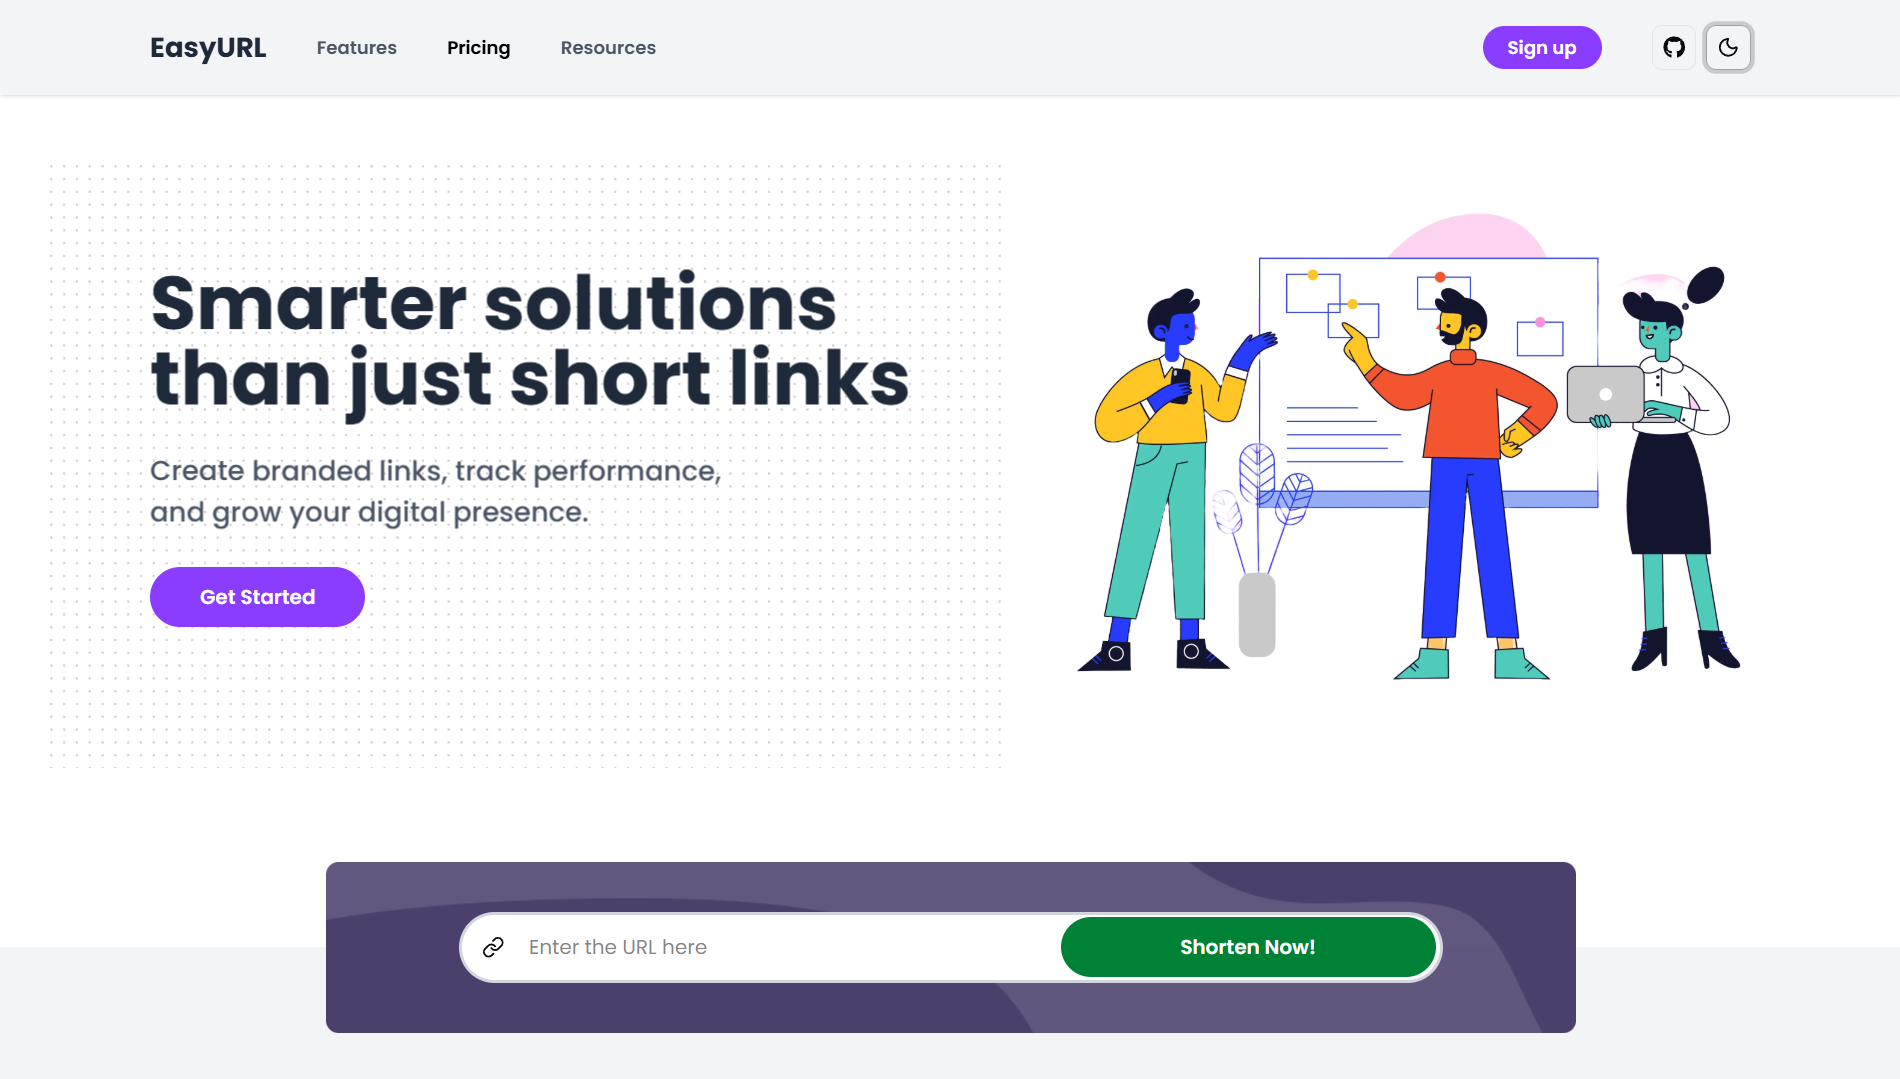 EasyURL Features Pricing Resources Sign up
Smarter solutions
than just short links
Create branded links, track performance,
and grow your digital presence.
Get Started
Enter the URL here Shorten Now!